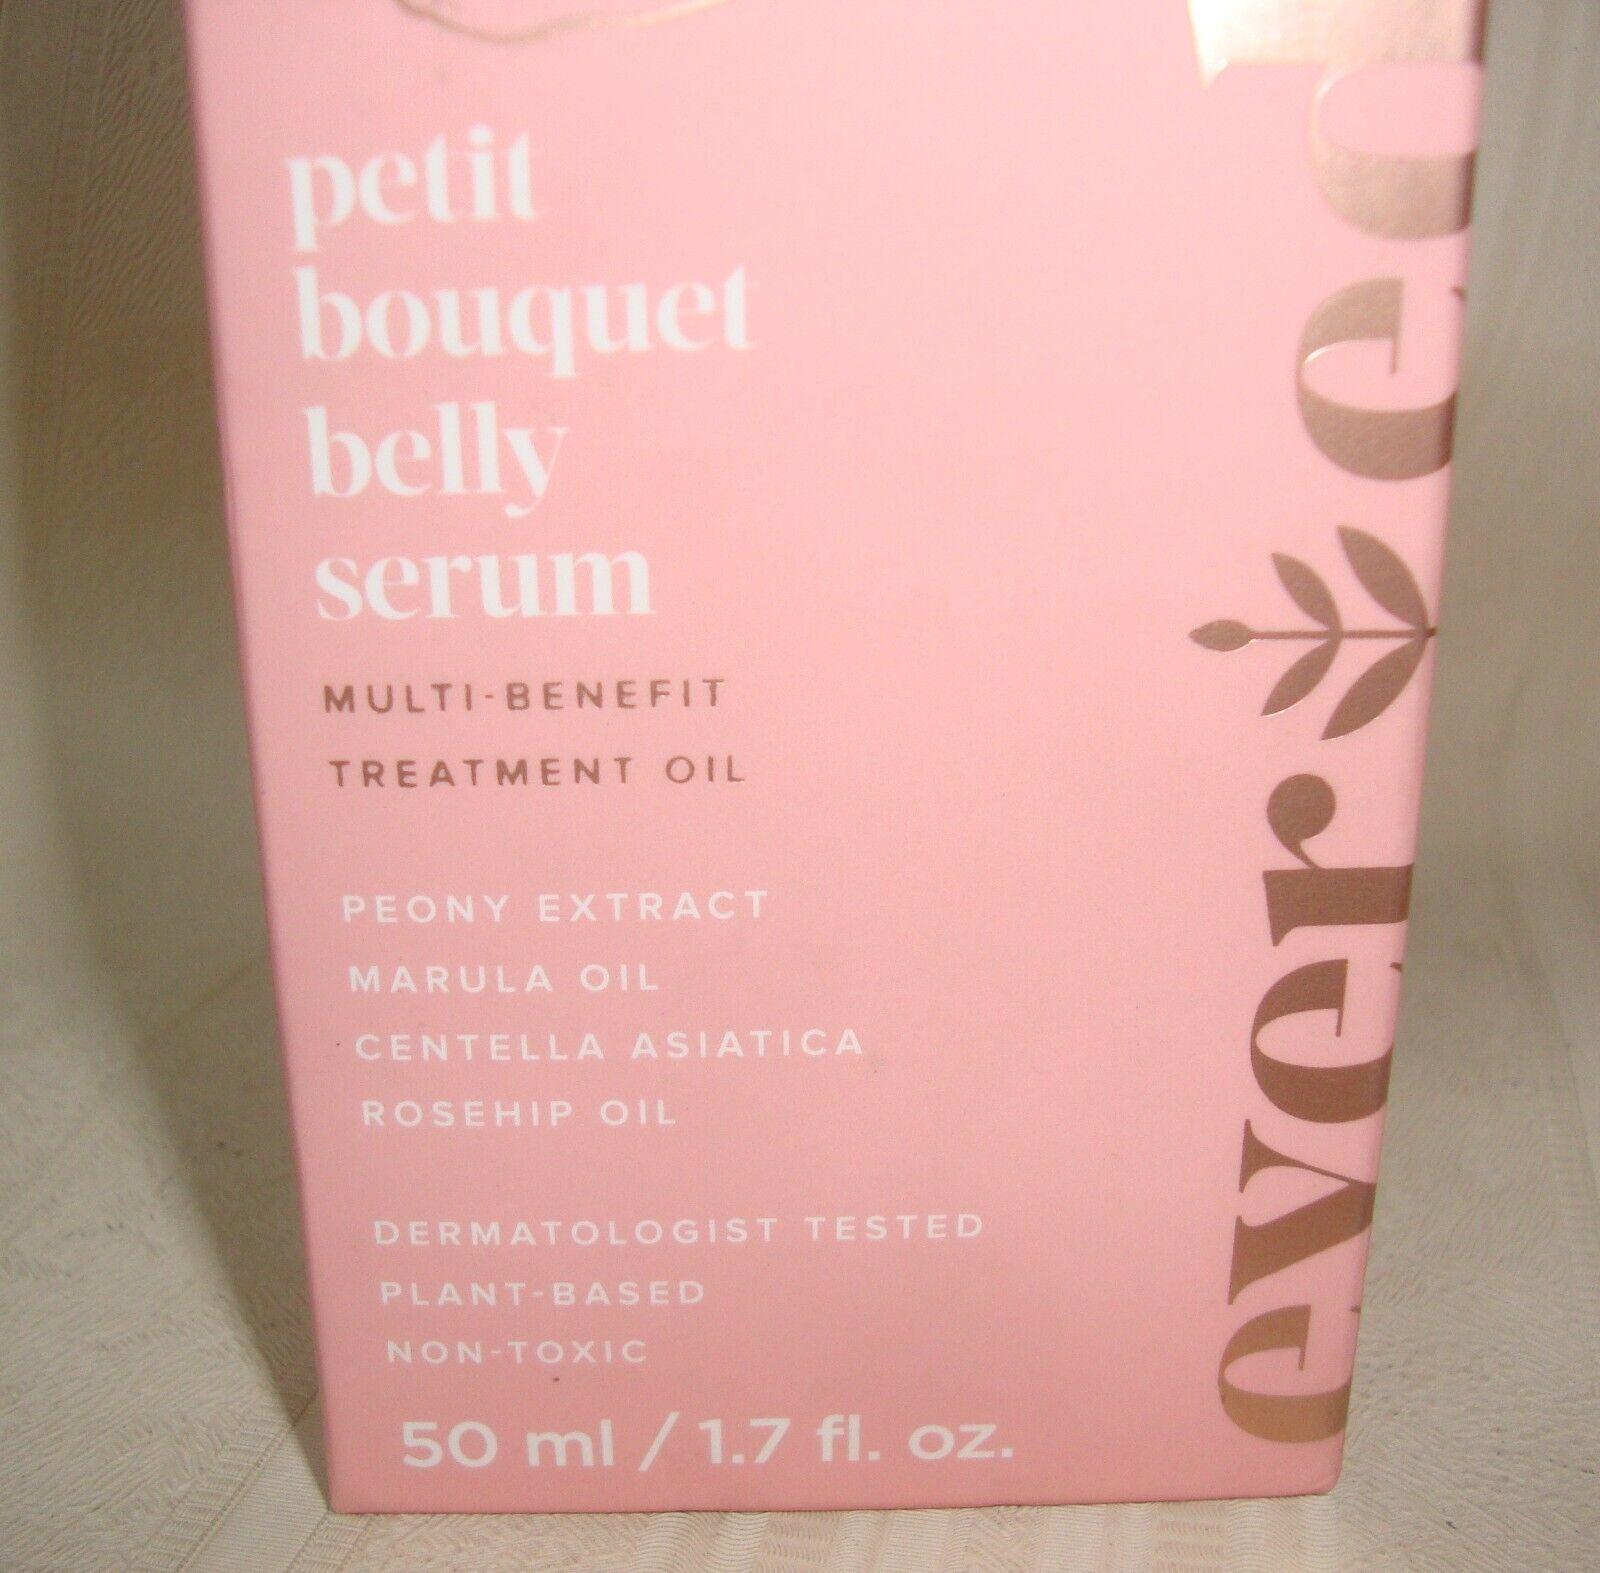 petit
bouquet
belly
serum
MULTI-BENEFIT
TREATMENT OIL
PEONY EXTRACT
MARULA OIL
CENTELLA ASIATICA
ROSEHIP OIL
DERMATOLOGIST TESTED
PLANT-BASED
NON-TOXIC
50 ml / 1.7 fl. oz.
ever